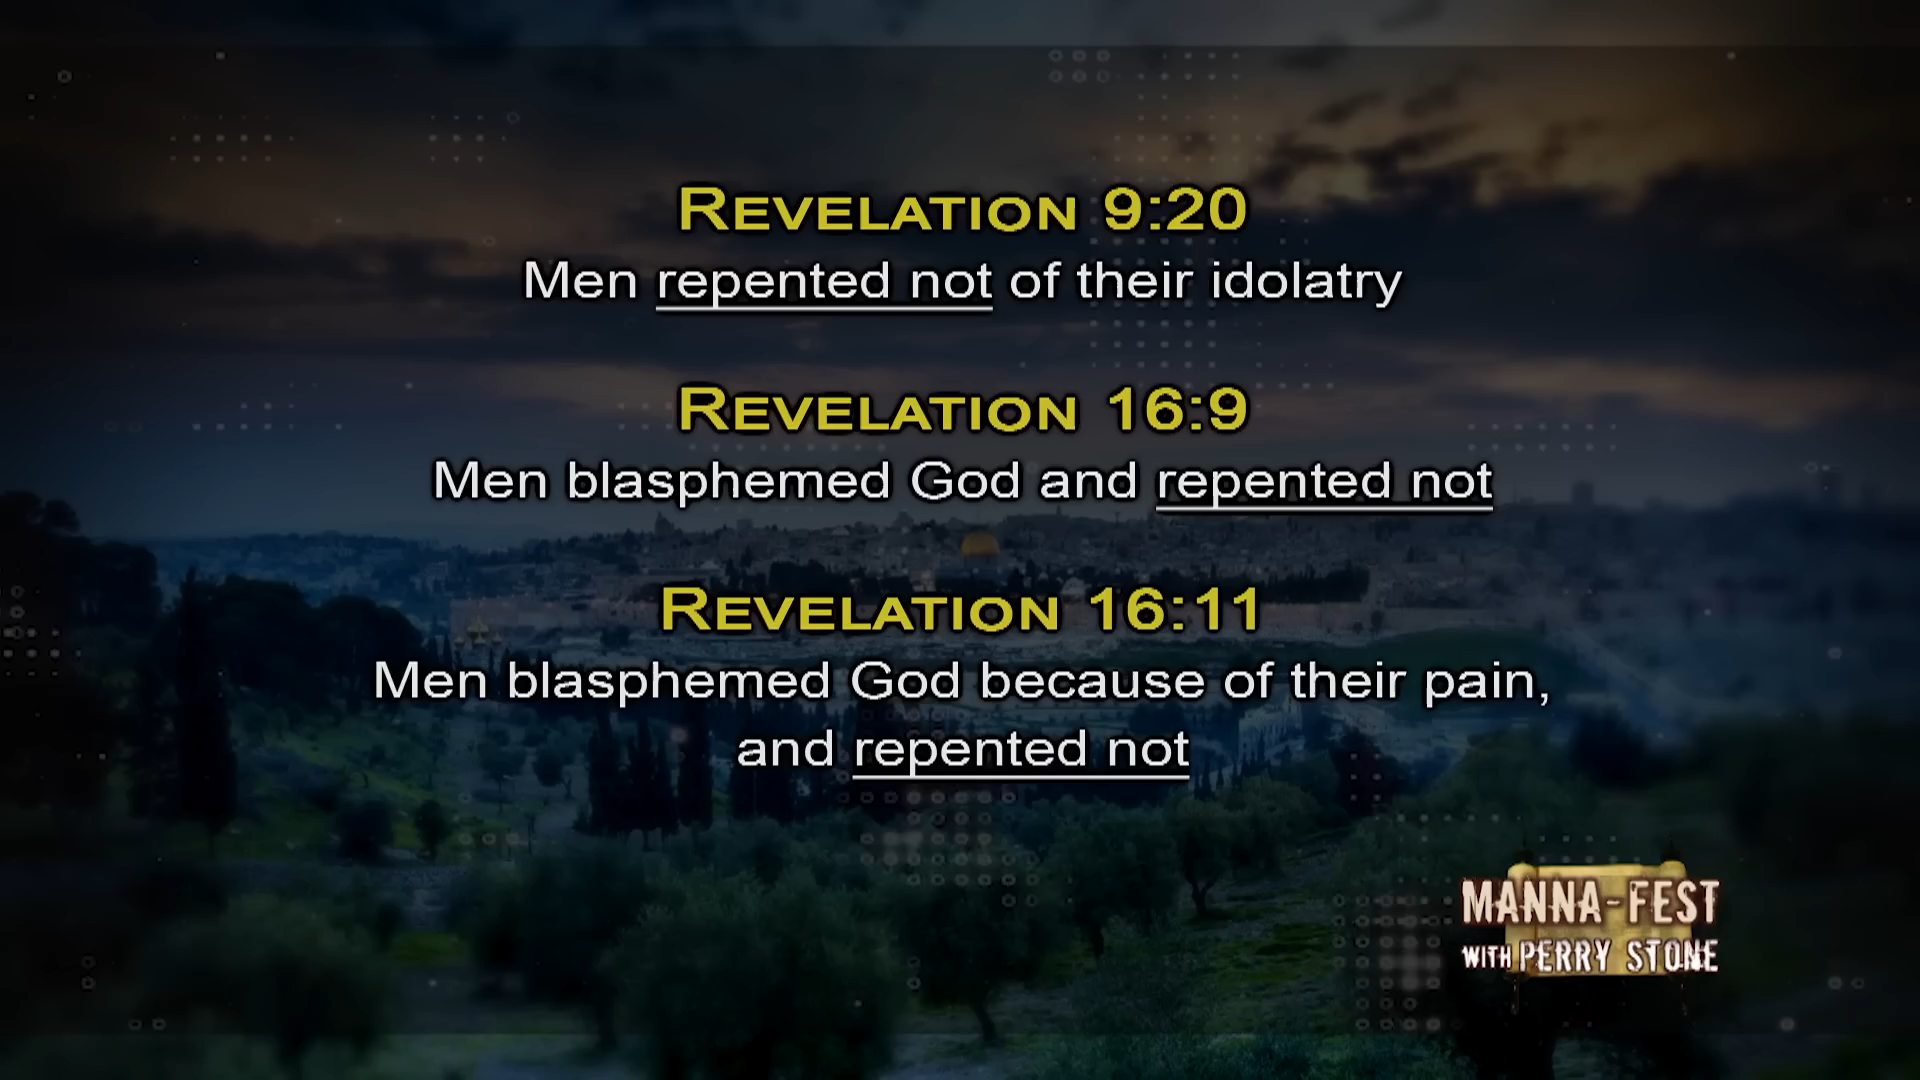 REVELATION 9:20
Men repented not of their idolatry
REVELATION 16:9
Men blasphemed God and repented not
REVELATION 16:11
Men blasphemed God because of their pain,
and repented not
MANNA-FEST
WITH PERRY STONE